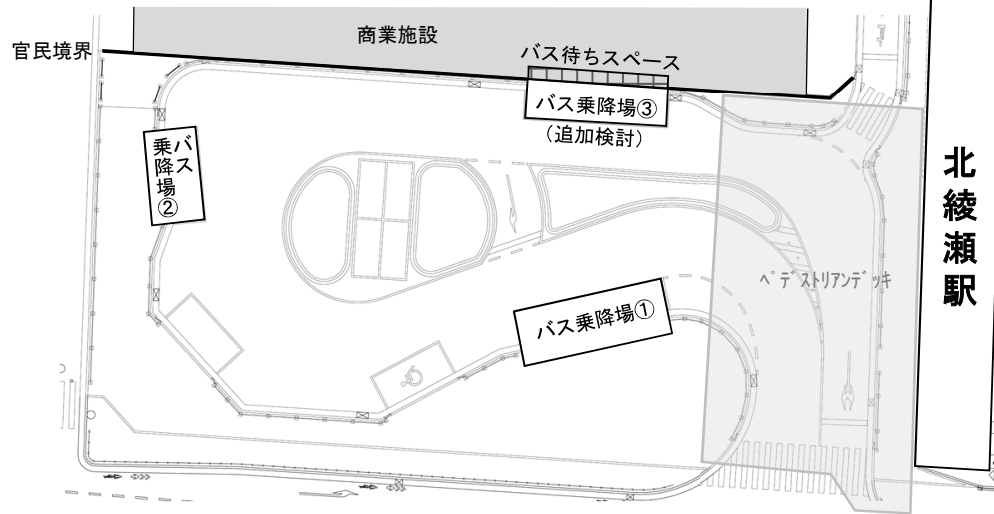 商業施設
官民境界
バス待ちスペース
バス乗降場③
（追加検討）
バス
乗降場②
北綾瀬駅
ペデストリアンデッキ
バス乗降場①